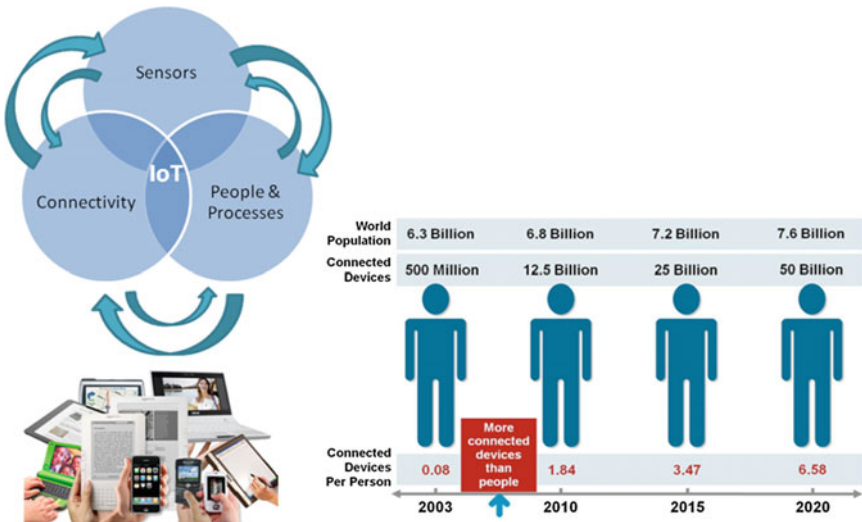 Sensors
IoT
Connectivity
People &
Processes
World
Population
6.3 Billion 6.8 Billion 7.2 Billion 7.6 Billion
Connected
Devices
500 Million 12.5 Billion 25 Billion 50 Billion
More
connected
devices
than
people
Connected
Devices
Per Person
0.08 1.84 3.47 6.58
2003 2010 2015 2020